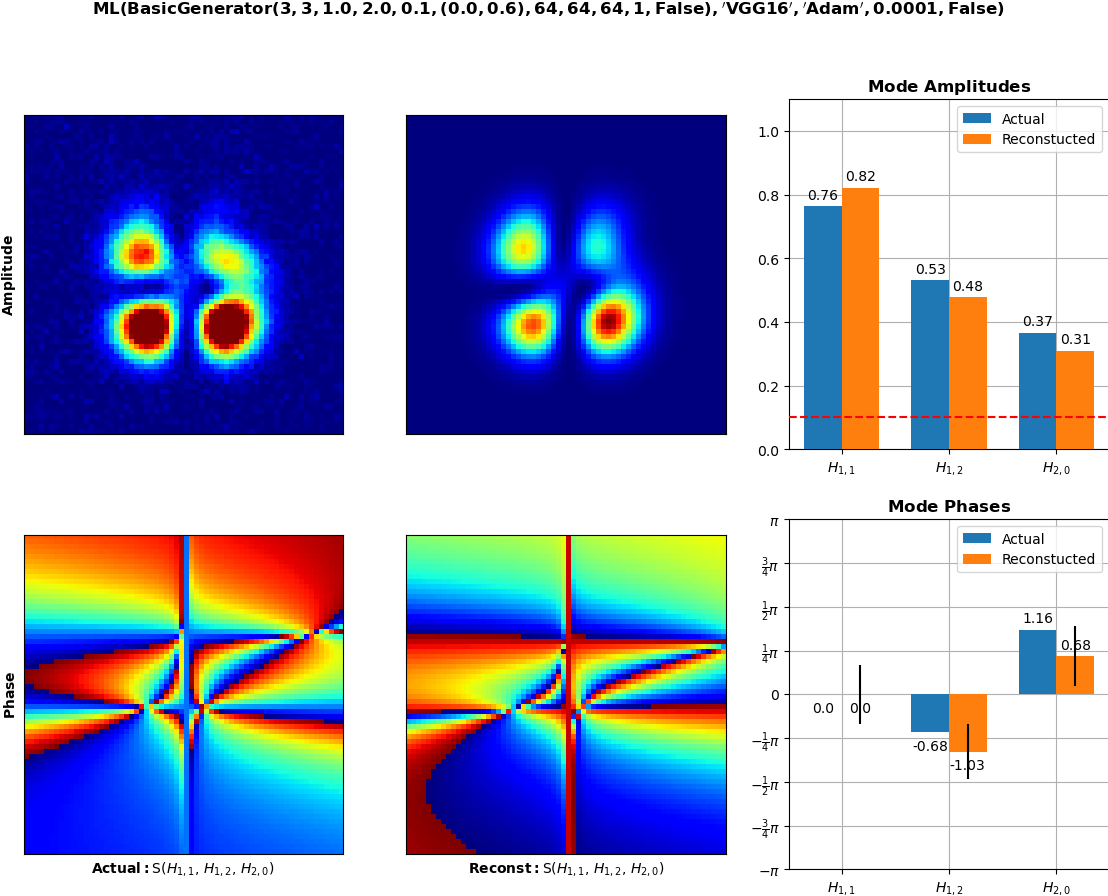 ML(BasicGenerator(3, 3, 1.0, 2.0, 0.1, (0.0, 0.6), 64, 64, 64, 1, False), ′VGG16′, ′Adam′, 0.0001, False)
Amplitude
Mode Amplitudes
Actual
Reconstucted
1.0
0.8
0.6
0.4
0.2
0.0
0.76
0.82
0.53
0.48
0.37
0.31
H1,1
H1,2
H2,0
Phase
Actual: S(H1,1, H1,2, H2,0)
Reconst: S(H1,1, H1,2, H2,0)
Mode Phases
Actual
Reconstucted
π
3/4π
1/2π
1/4π
0
−1/4π
−1/2π
−3/4π
−π
0.0
0.0
-0.68
-1.03
1.16
0.68
H1,1
H1,2
H2,0